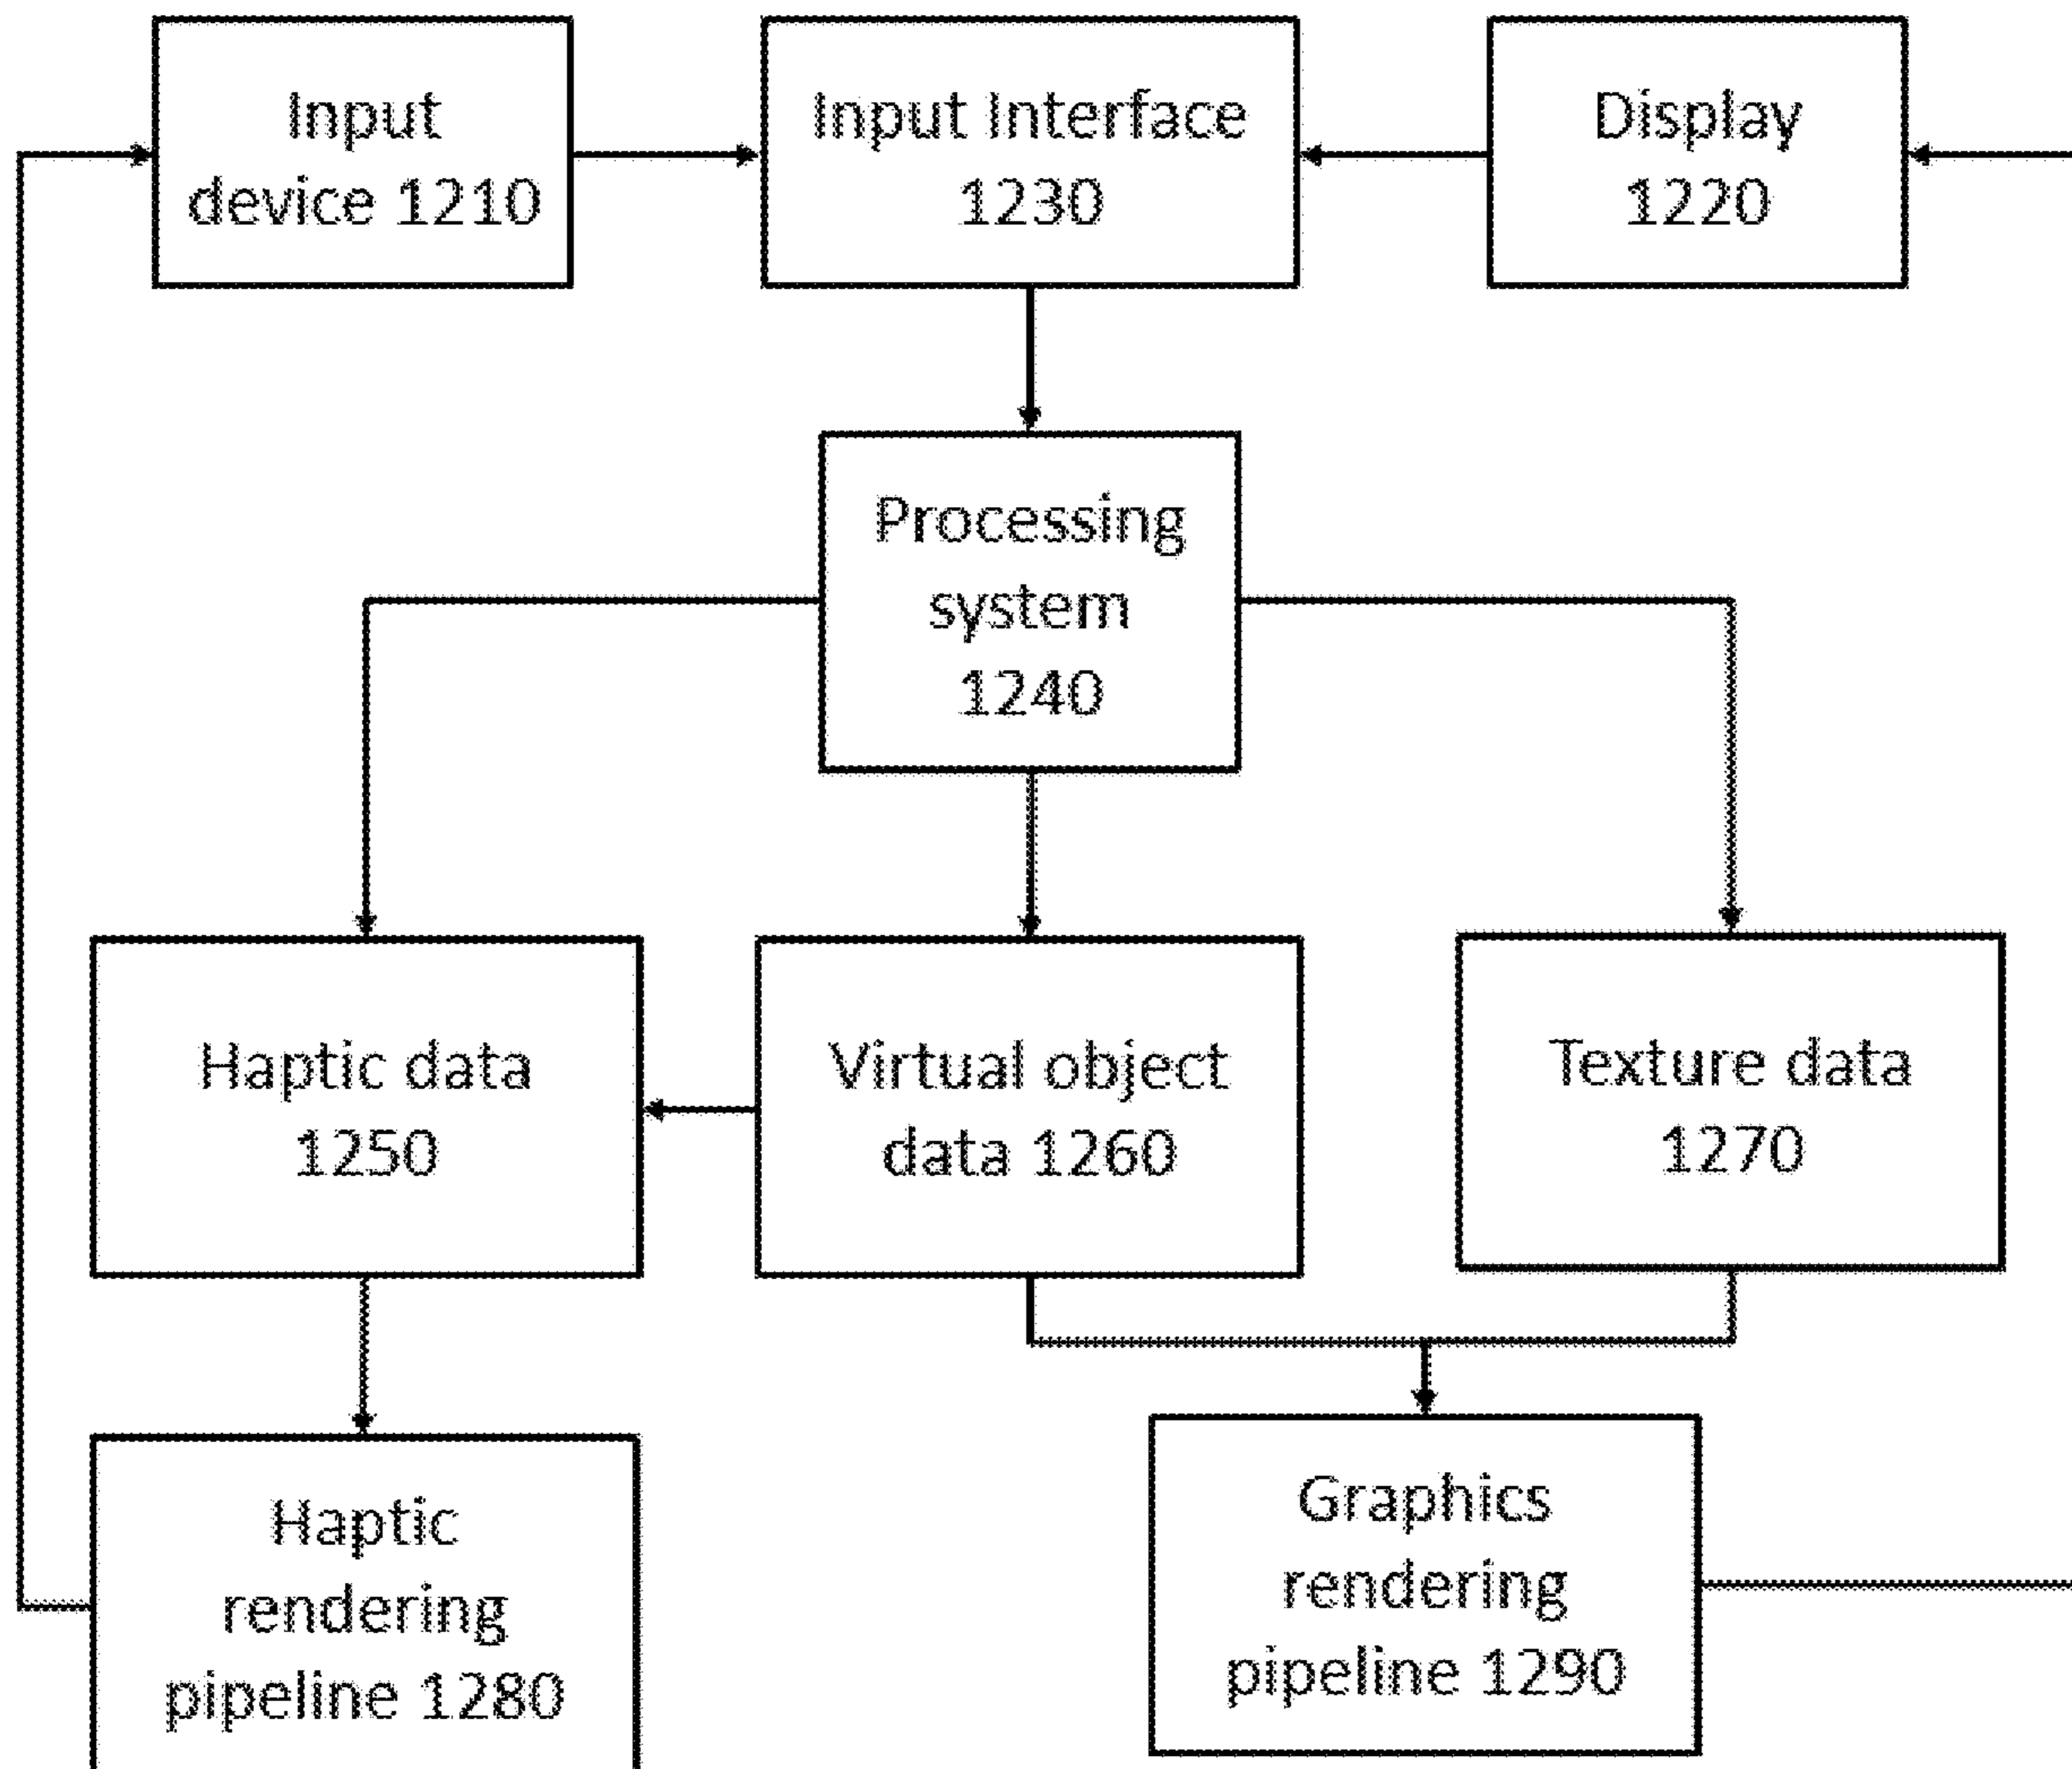 Input
device 1210
Input Interface
1230
Display
1220
Processing
system
1240
Haptic data
1250
Virtual object
data 1260
Texture data
1270
Haptic
rendering
pipeline 1280
Graphics
rendering
pipeline 1290